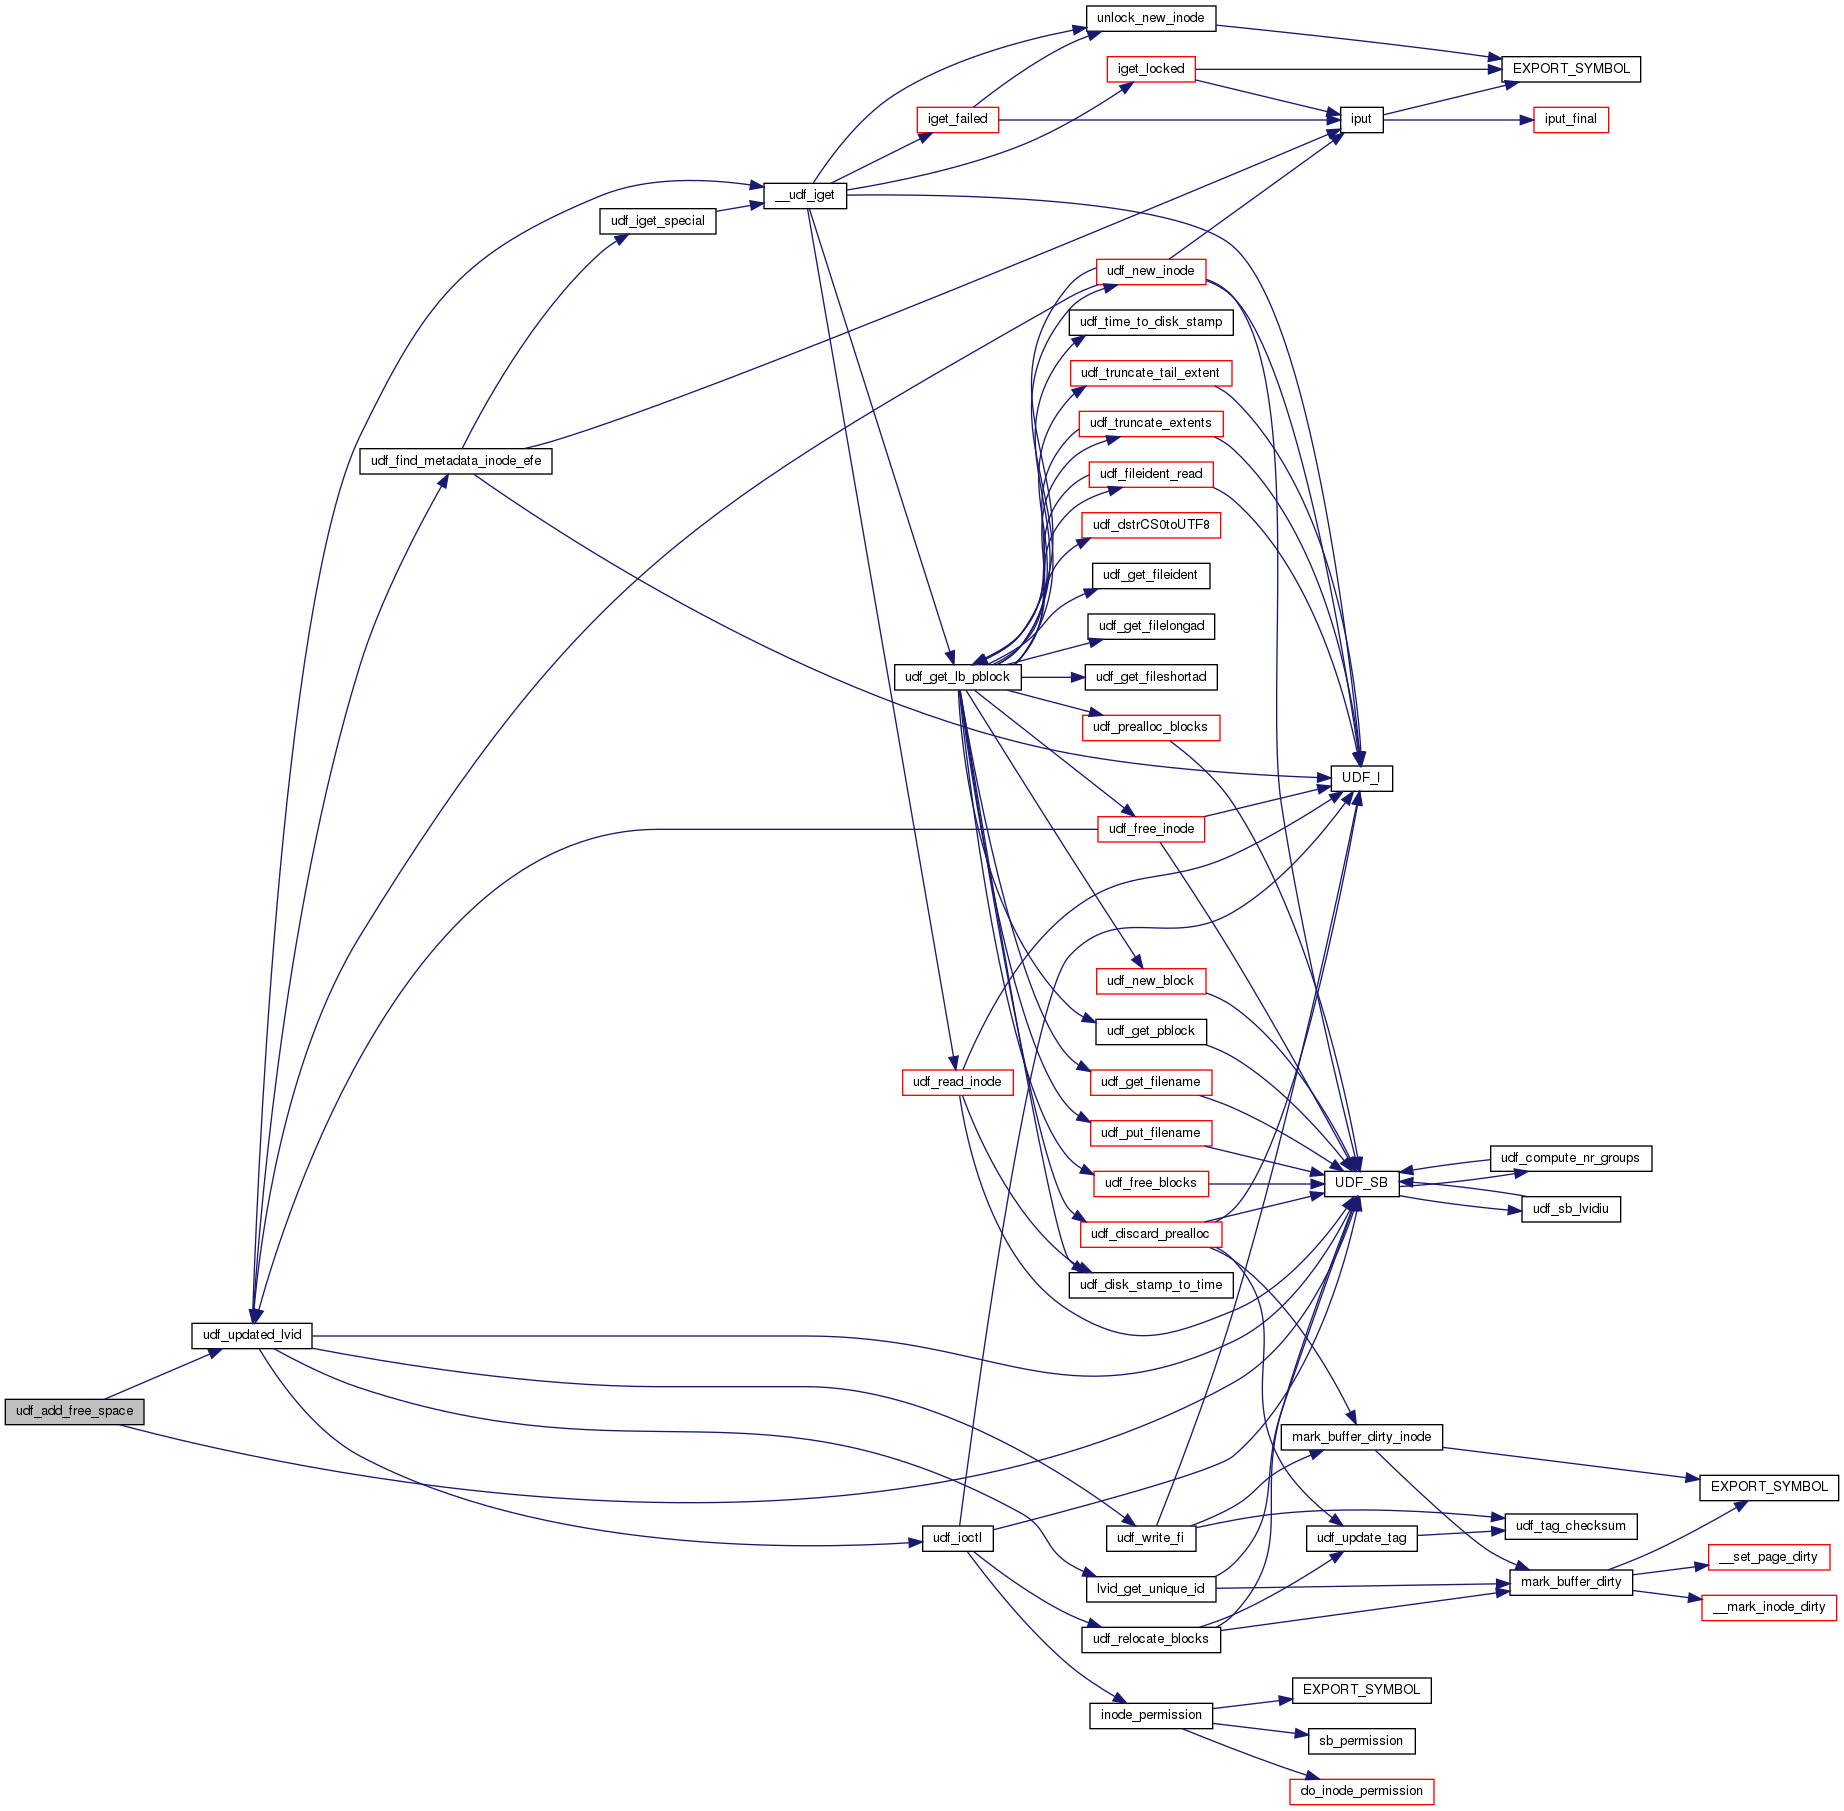 unlock_new_inode
iget_locked
EXPORT_SYMBOL
iget_failed
iput
iput_final
__udf_iget
udf_iget_special
udf_new_inode
udf_time_to_disk_stamp
udf_truncate_tail_extent
udf_truncate_extents
udf_find_metadata_inode_efe
udf_fileident_read
udf_dstrCS0toUTF8
udf_get_fileident
udf_get_filelongad
udf_get_lb_pblock
udf_get_fileshortad
udf_prealloc_blocks
UDF_I
udf_free_inode
udf_new_block
udf_get_pblock
udf_read_inode
udf_get_filename
udf_put_filename
udf_compute_nr_groups
udf_free_blocks
UDF_SB
udf_sb_lvidiu
udf_discard_prealloc
udf_disk_stamp_to_time
udf_updated_lvid
udf_add_free_space
mark_buffer_dirty_inode
EXPORT_SYMBOL
udf_ioctl
udf_write_fi
udf_update_tag
udf_tag_checksum
__set_page_dirty
lvid_get_unique_id
mark_buffer_dirty
__mark_inode_dirty
udf_relocate_blocks
EXPORT_SYMBOL
inode_permission
sb_permission
do_inode_permission